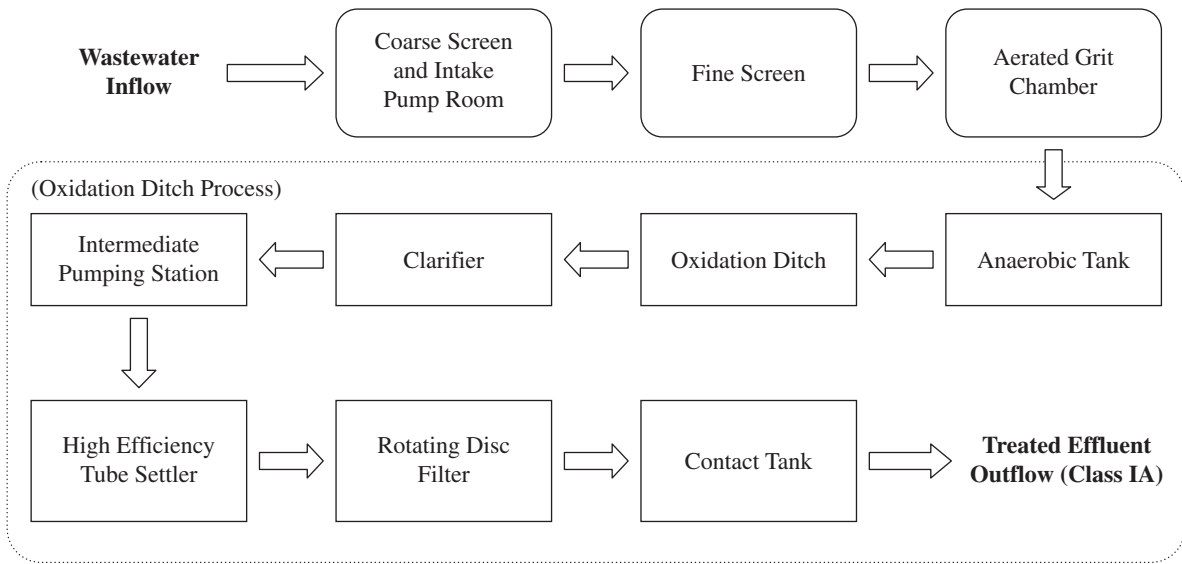 Wastewater
Inflow
Coarse Screen
and Intake
Pump Room
Fine Screen
Aerated Grit
Chamber
(Oxidation Ditch Process)
Intermediate
Pumping Station
Clarifier
Oxidation Ditch
Anaerobic Tank
High Efficiency
Tube Settler
Rotating Disc
Filter
Contact Tank
Treated Effluent
Outflow (Class IA)